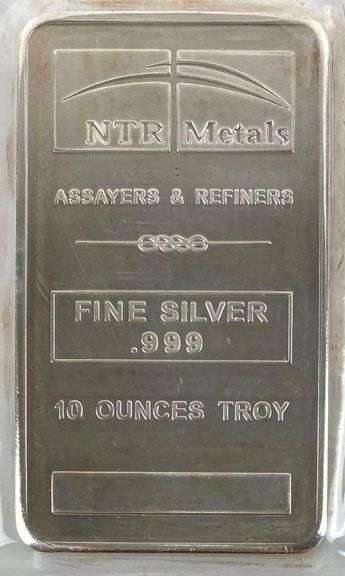 NTR Metals
ASSAYERS & REFINERS
FINE SILVER
.999
10 OUNCES TROY